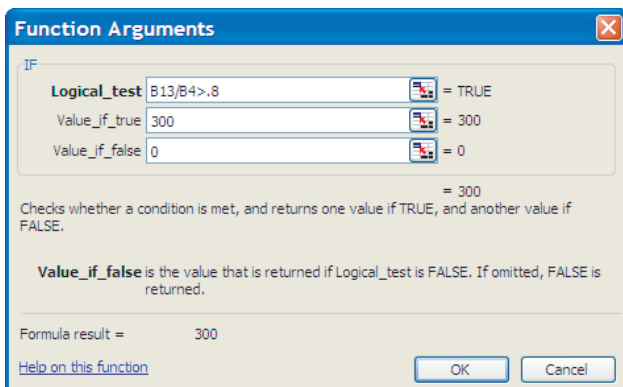 Function Arguments
IF
Logical_test B13/B4>.8 = TRUE
Value_if_true 300 = 300
Value_if_false 0 = 0
= 300
Checks whether a condition is met, and returns one value if TRUE, and another value if
FALSE.
Value_if_false is the value that is returned if Logical_test is FALSE. If omitted, FALSE is
returned.
Formula result = 300
Help on this function OK Cancel